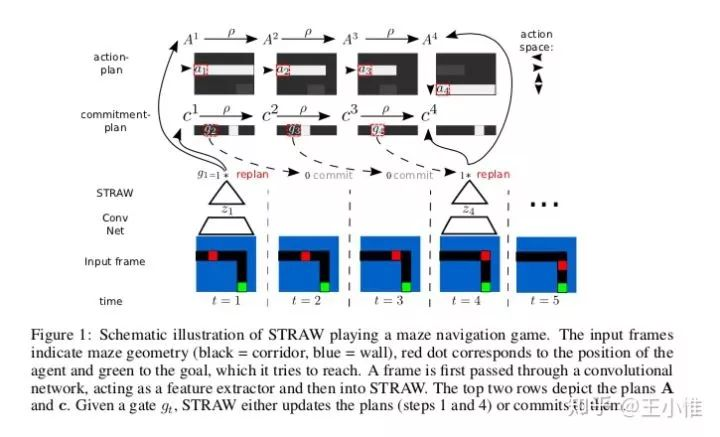 A¹ ρ A² ρ A³ ρ A⁴
action-
plan
action
space:
a₁ a₂ a₃ a₄
commitment-
plan
c¹ ρ c² ρ c³ ρ c⁴
g₂ g₃ g₄
g₁=1 replan 0 commit 0 commit 1 replan
STRAW
z₁ z₄ ...
Conv
Net
Input frame
time t = 1 t = 2 t = 3 t = 4 t = 5
Figure 1: Schematic illustration of STRAW playing a maze navigation game. The input frames
indicate maze geometry (black = corridor, blue = wall), red dot corresponds to the position of the
agent and green to the goal, which it tries to reach. A frame is first passed through a convolutional
network, acting as a feature extractor and then into STRAW. The top two rows depict the plans A
and c. Given a gate gₜ, STRAW either updates the plans (steps 1 and 4) or commits to them.
知乎 @王小惟